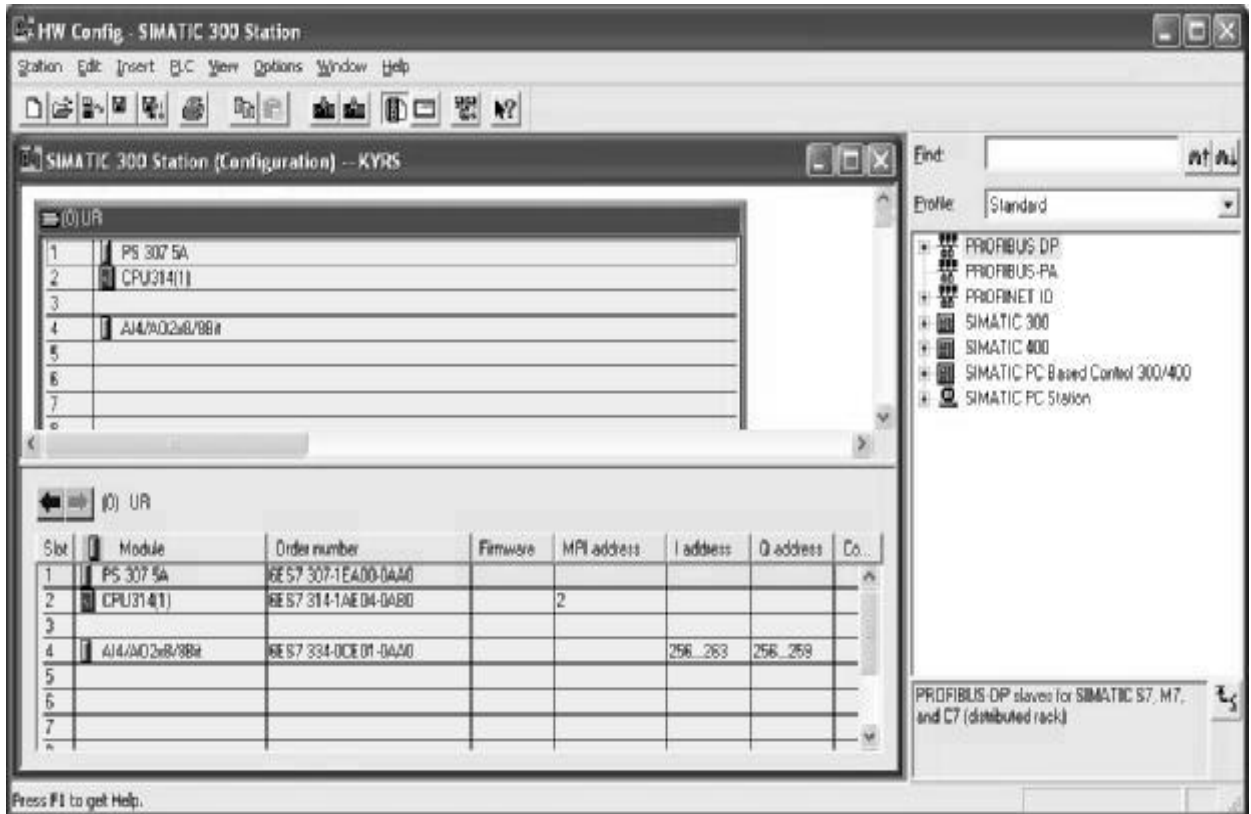 HW Config - SIMATIC 300 Station
Station Edit Insert PLC View Options Window Help
SIMATIC 300 Station (Configuration) -- KYRS
(0) UR
1 PS 307 5A
2 CPU314(1)
3
4 AI4/AO2x8/8Bit
5
6
7
Find:
Profile: Standard
PROFIBUS DP
PROFIBUS-PA
PROFINET IO
SIMATIC 300
SIMATIC 400
SIMATIC PC Based Control 300/400
SIMATIC PC Station
(0) UR
Slot Module Order number Firmware MPI address I address Q address Co...
1 PS 307 5A 6ES7 307-1EA00-0AA0
2 CPU314(1) 6ES7 314-1AE04-0AB0 2
3
4 AI4/AO2x8/8Bit 6ES7 334-0CE01-0AA0 256...263 256...259
5
6
7
PROFIBUS-DP slaves for SIMATIC S7, M7,
and C7 (distributed rack)
Press F1 to get Help.